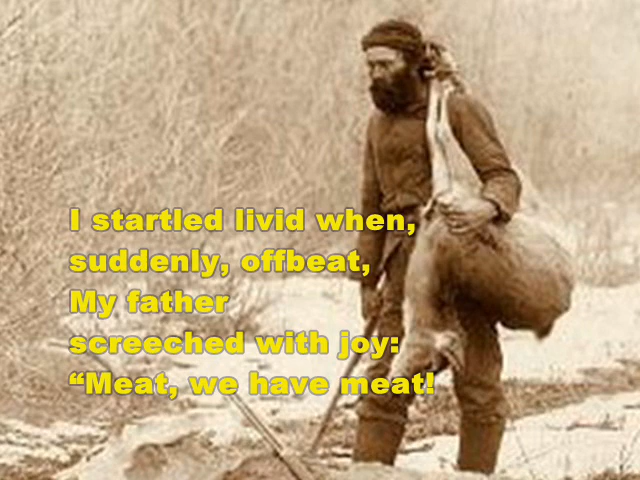 I startled livid when,
suddenly, offbeat,
My father
screeched with joy:
“Meat, we have meat!